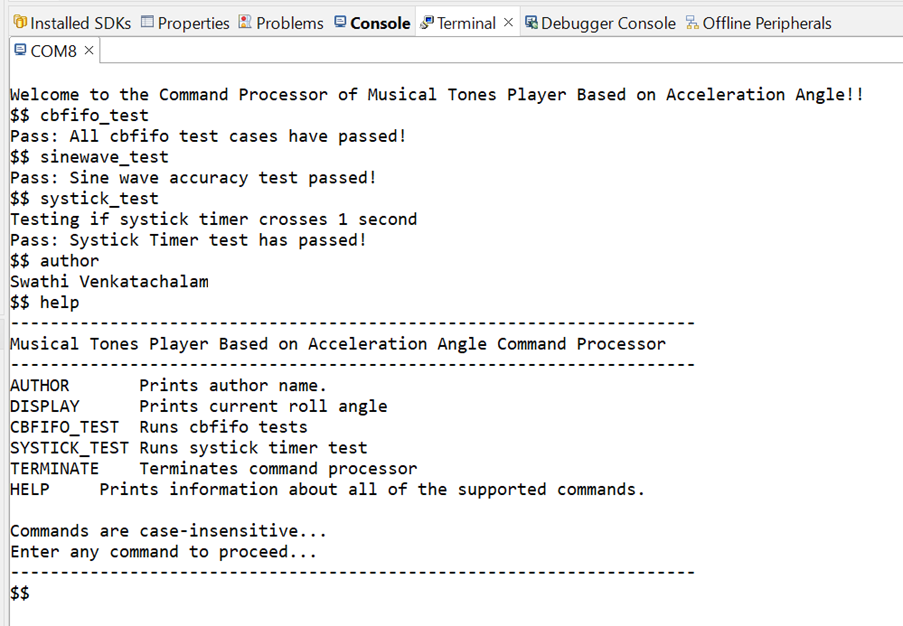 Installed SDKs Properties Problems Console Terminal Debugger Console Offline Peripherals
COM8
Welcome to the Command Processor of Musical Tones Player Based on Acceleration Angle!!
$$ cbfifo_test
Pass: All cbfifo test cases have passed!
$$ sinewave_test
Pass: Sine wave accuracy test passed!
$$ systick_test
Testing if systick timer crosses 1 second
Pass: Systick Timer test has passed!
$$ author
Swathi Venkatachalam
$$ help
---------------------------------------------------------------------
Musical Tones Player Based on Acceleration Angle Command Processor
---------------------------------------------------------------------
AUTHOR       Prints author name.
DISPLAY      Prints current roll angle
CBFIFO_TEST  Runs cbfifo tests
SYSTICK_TEST Runs systick timer test
TERMINATE    Terminates command processor
HELP     Prints information about all of the supported commands.
Commands are case-insensitive...
Enter any command to proceed...
---------------------------------------------------------------------
$$